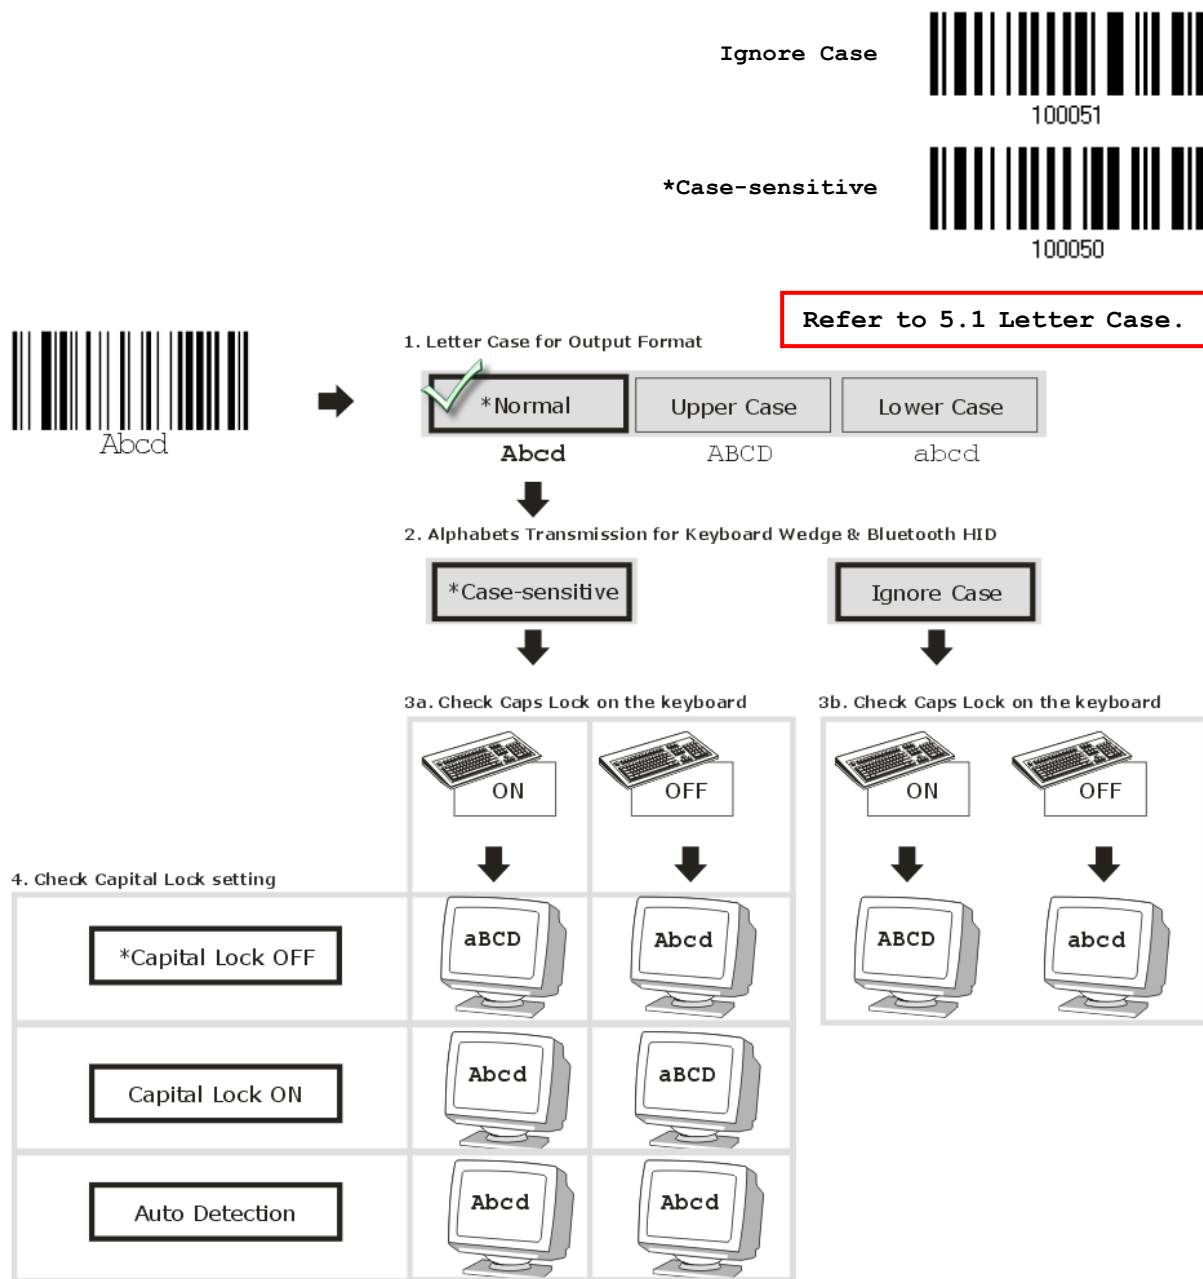 Ignore Case
100051
*Case-sensitive
100050
Refer to 5.1 Letter Case.
Abcd
1. Letter Case for Output Format
*Normal Upper Case Lower Case
Abcd ABCD abcd
2. Alphabets Transmission for Keyboard Wedge & Bluetooth HID
*Case-sensitive Ignore Case
3a. Check Caps Lock on the keyboard 3b. Check Caps Lock on the keyboard
ON OFF ON OFF
4. Check Capital Lock setting
*Capital Lock OFF aBCD Abcd ABCD abcd
Capital Lock ON Abcd aBCD
Auto Detection Abcd Abcd